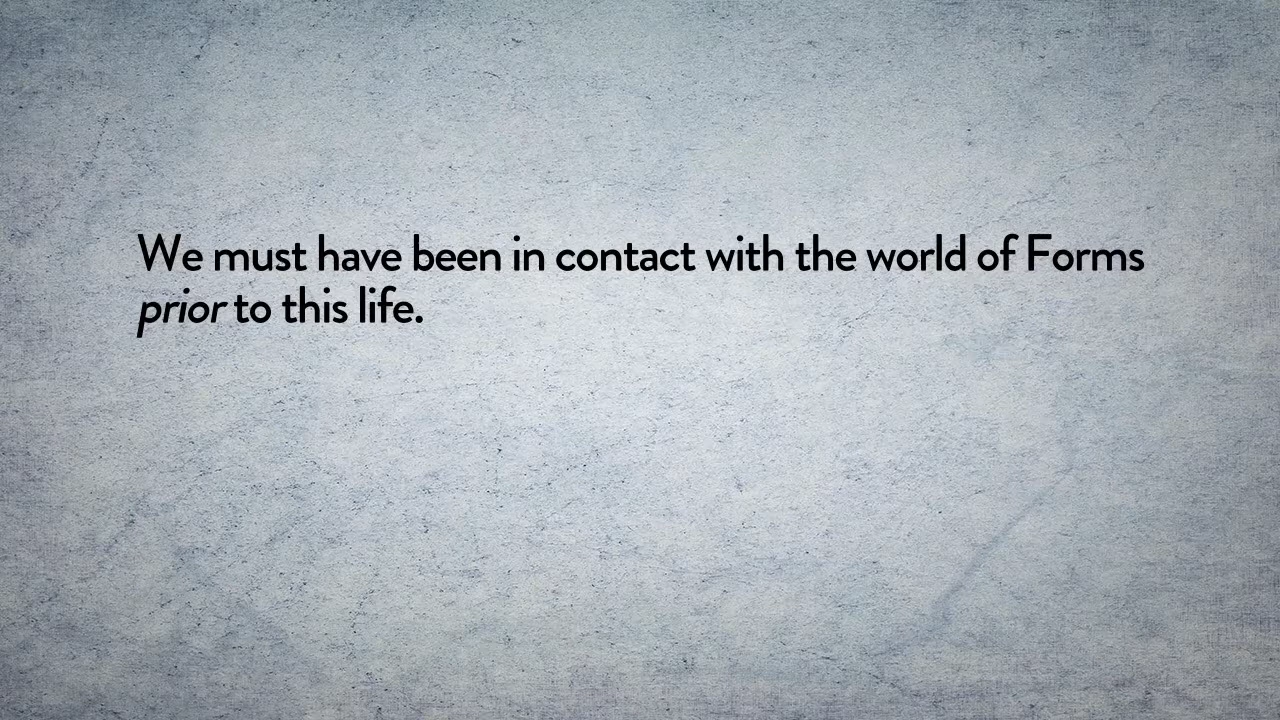 We must have been in contact with the world of Forms
prior to this life.